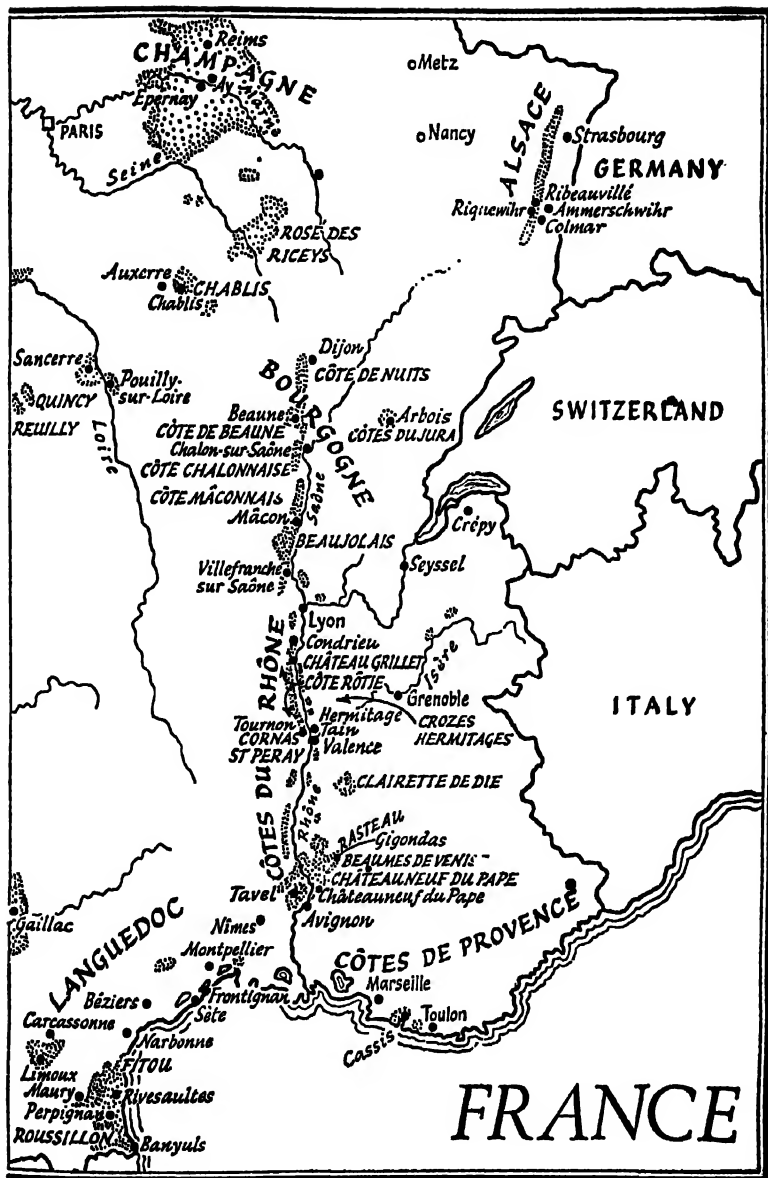 CHAMPAGNE
Reims
Ay
Epernay
Marne
PARIS
Seine
Metz
Nancy
ALSACE
Strasbourg
GERMANY
Ribeauvillé
Riquewihr
Ammerschwihr
Colmar
ROSÉ DES
RICEYS
Auxerre
CHABLIS
Chablis
Dijon
CÔTE DE NUITS
BOURGOGNE
Sancerre
Pouilly-
sur-Loire
QUINCY
REUILLY
Loire
Beaune
CÔTE DE BEAUNE
Arbois
CÔTES DU JURA
SWITZERLAND
Chalon-sur-Saône
CÔTE CHALONNAISE
CÔTE MÂCONNAIS
Saône
Mâcon
Crépy
BEAUJOLAIS
Villefranche
sur Saône
Seyssel
Lyon
Condrieu
CHÂTEAU GRILLET
CÔTE RÔTIE
CÔTES DU RHÔNE
Isère
Grenoble
ITALY
Hermitage
CROZES
HERMITAGES
Tournon
Tain
CORNAS
Valence
ST PERAY
CLAIRETTE DE DIE
Rhône
RASTEAU
Gigondas
BEAUMES DE VENIS
CHÂTEAUNEUF DU PAPE
Tavel
Châteauneuf du Pape
Avignon
Gaillac
LANGUEDOC
Nîmes
Montpellier
CÔTES DE PROVENCE
Marseille
Frontignan
Béziers
Sète
Toulon
Cassis
Carcassonne
Narbonne
FITOU
Limoux
Maury
Rivesaultes
Perpignan
ROUSSILLON
Banyuls
FRANCE